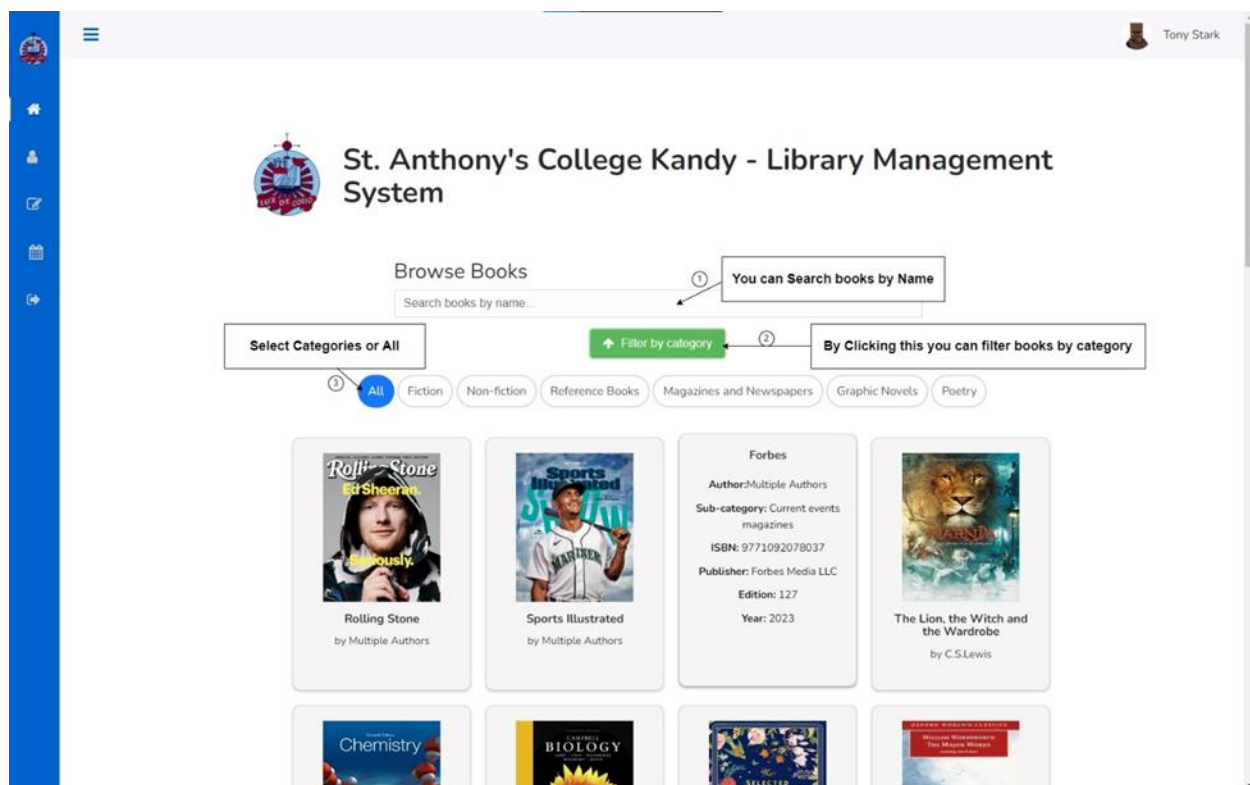 Tony Stark
St. Anthony's College Kandy - Library Management
System
Browse Books
1
You can Search books by Name
Search books by name...
Select Categories or All
Filter by category
2
By Clicking this you can filter books by category
3
All
Fiction
Non-fiction
Reference Books
Magazines and Newspapers
Graphic Novels
Poetry
Rolling Stone
Ed Sheeran.
Seriously.
Rolling Stone
by Multiple Authors
Sports
Illustrated
MARINERS
Sports Illustrated
by Multiple Authors
Forbes
Author:Multiple Authors
Sub-category: Current events
magazines
ISBN: 9771092078037
Publisher: Forbes Media LLC
Edition: 127
Year: 2023
NARNIA
The Lion, the Witch and
the Wardrobe
by C.S.Lewis
Chemistry
CAMPBELL
BIOLOGY
SELECTED
OXFORD WORLD'S CLASSICS
WILLIAM WORDSWORTH
THE MAJOR WORKS